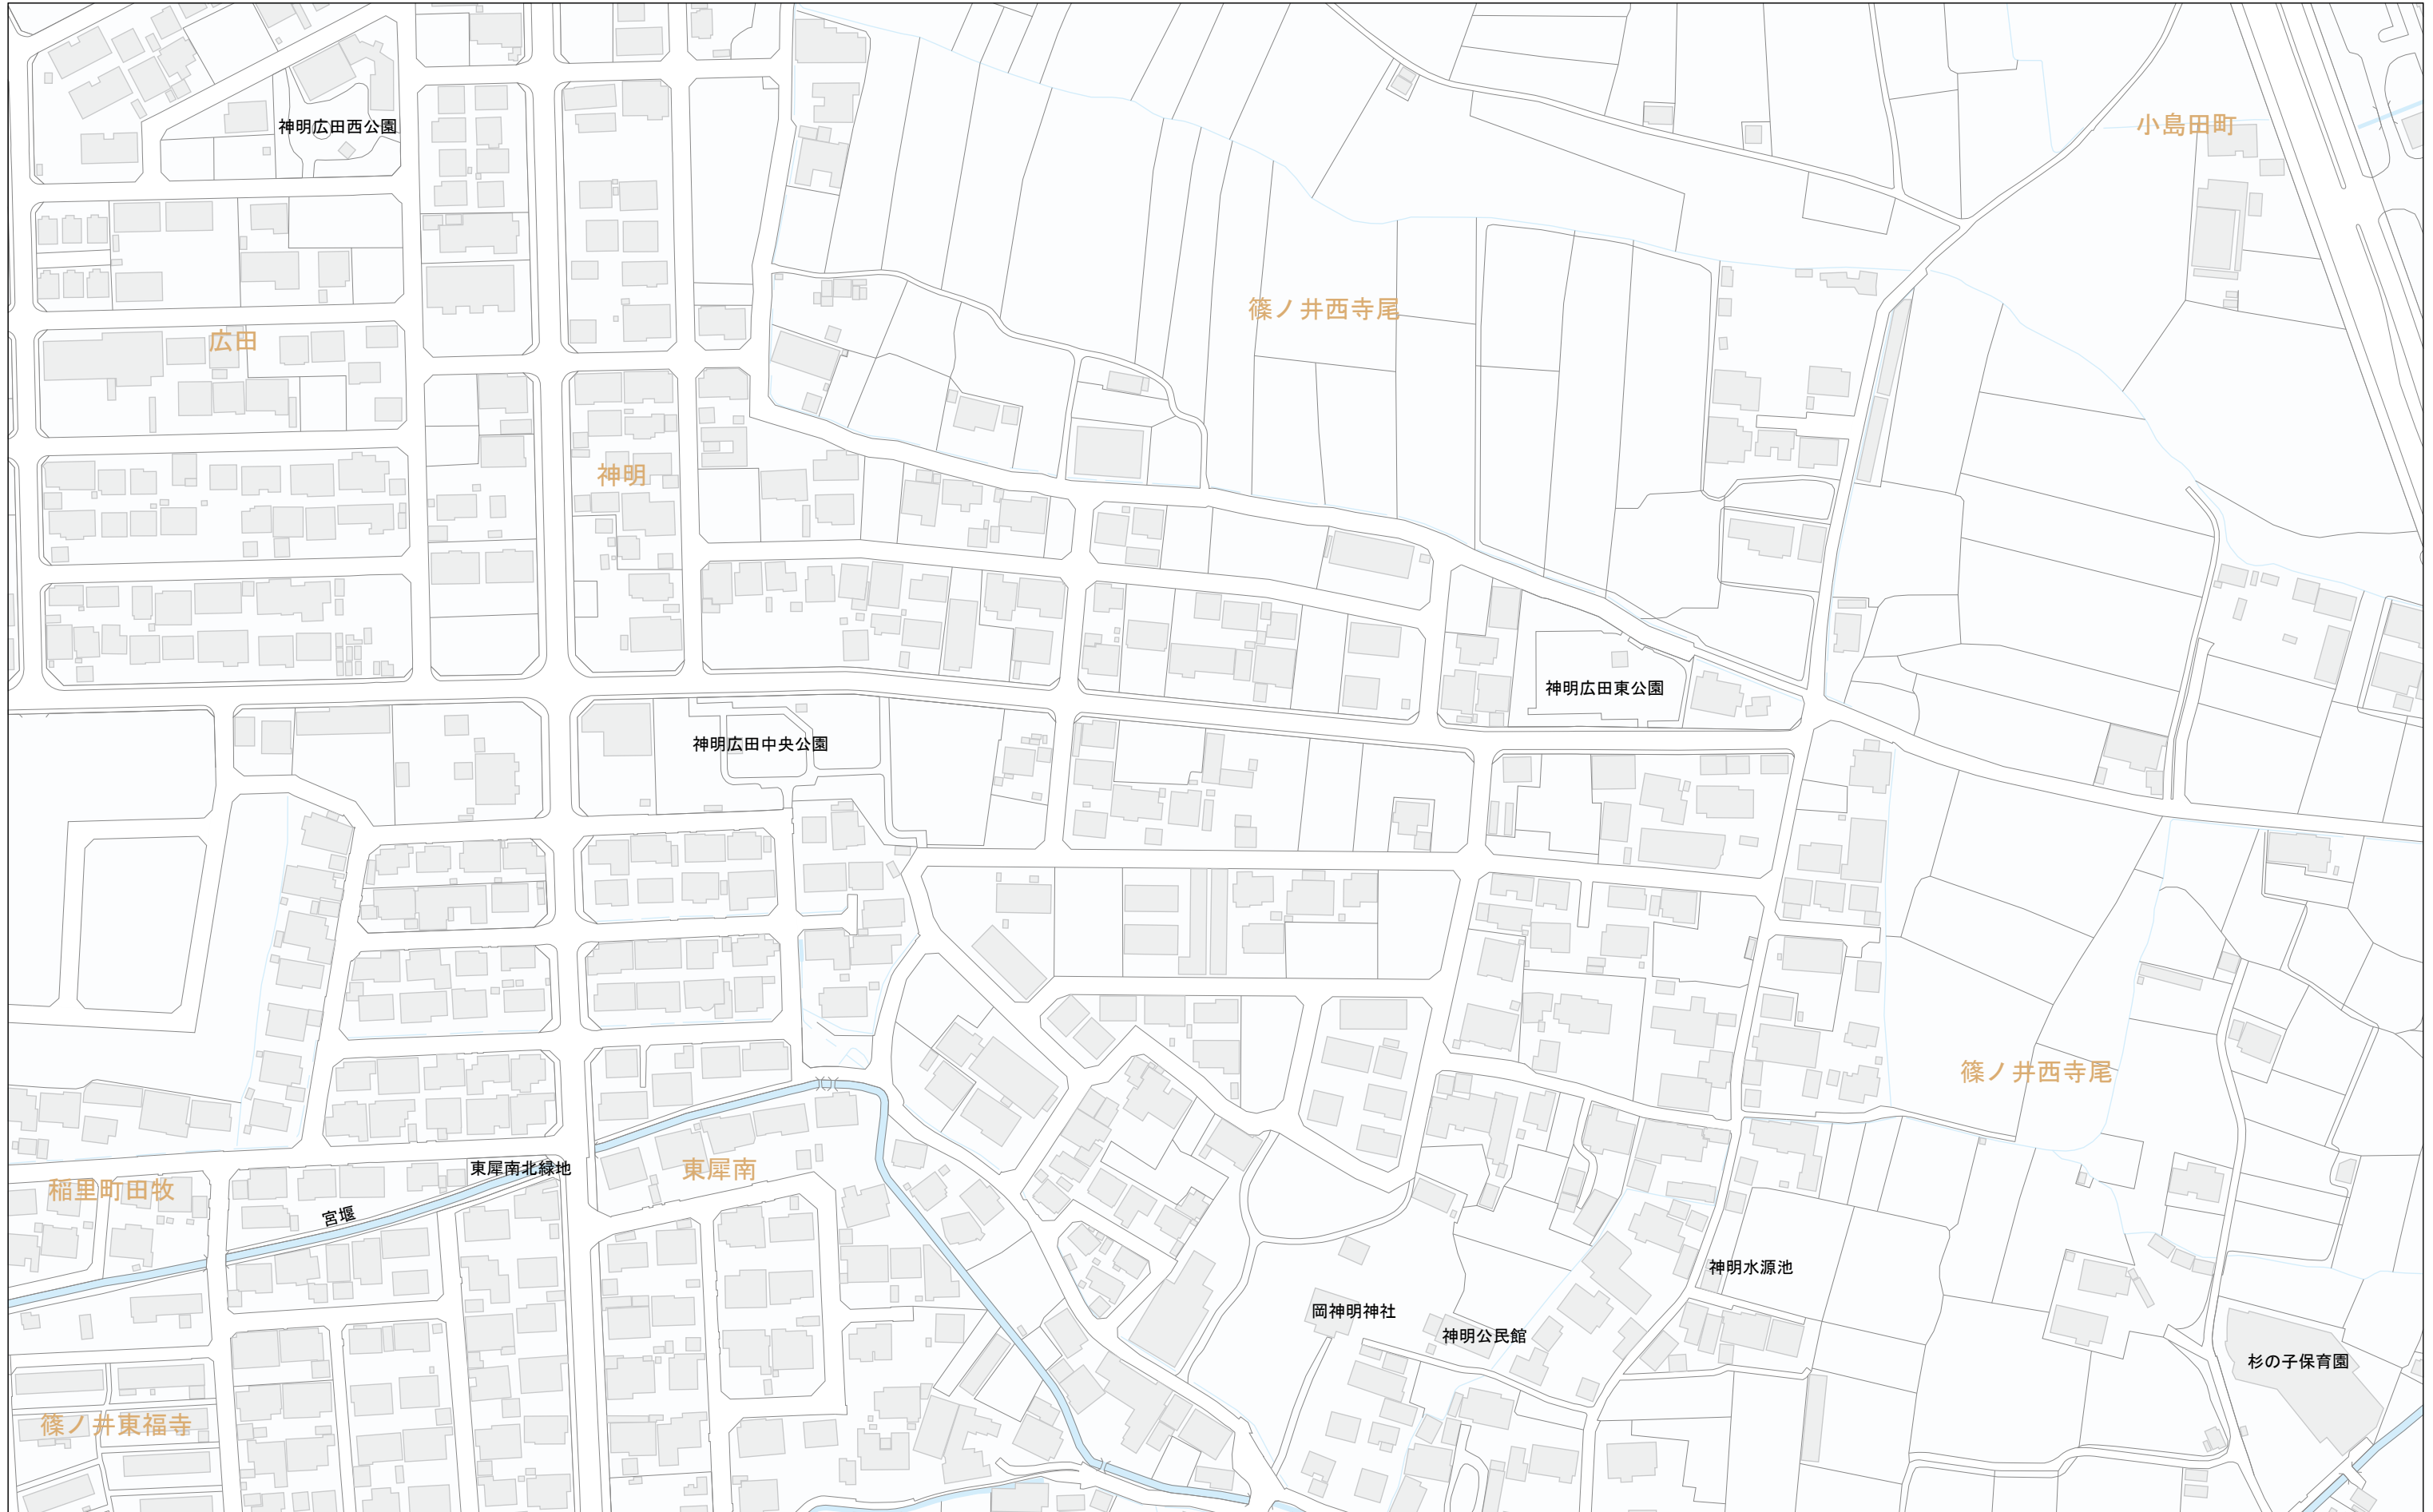 小島田町
神明広田西公園
篠ノ井西寺尾
広田
神明
神明広田東公園
神明広田中央公園
篠ノ井西寺尾
東犀南北緑地
東犀南
稲里町田牧
宮堰
神明水源池
岡神明神社
神明公民館
杉の子保育園
篠ノ井東福寺